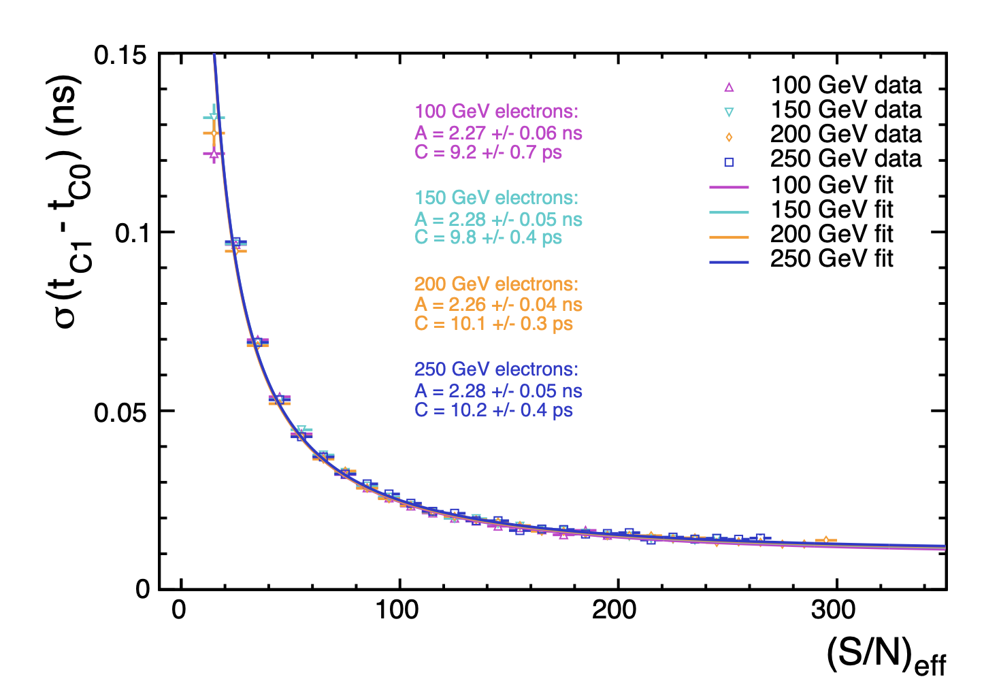 0.15
0.1
0.05
0
σ (t_C1 - t_C0) (ns)
100 GeV electrons:
A = 2.27 +/- 0.06 ns
C = 9.2 +/- 0.7 ps
150 GeV electrons:
A = 2.28 +/- 0.05 ns
C = 9.8 +/- 0.4 ps
200 GeV electrons:
A = 2.26 +/- 0.04 ns
C = 10.1 +/- 0.3 ps
250 GeV electrons:
A = 2.28 +/- 0.05 ns
C = 10.2 +/- 0.4 ps
100 GeV data
150 GeV data
200 GeV data
250 GeV data
100 GeV fit
150 GeV fit
200 GeV fit
250 GeV fit
0 100 200 300
(S/N)_eff